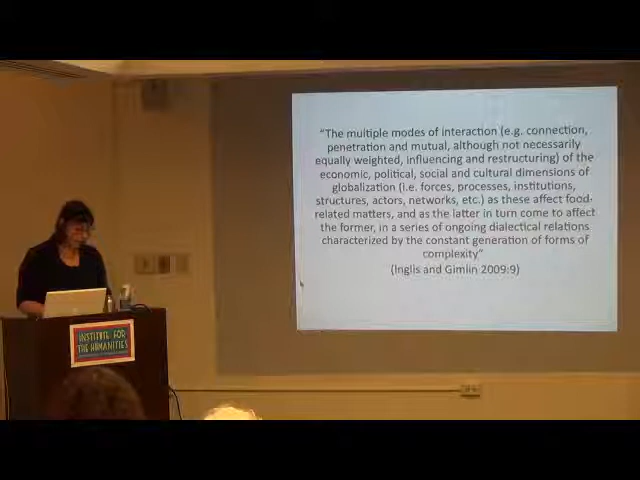 “The multiple modes of interaction (e.g. connection,
penetration and mutual, although not necessarily
equally weighted, influencing and restructuring) of the
economic, political, social and cultural dimensions of
globalization (i.e. forces, processes, institutions,
structures, actors, networks, etc.) as these affect food-
related matters, and as the latter in turn come to affect
the former, in a series of ongoing dialectical relations
characterized by the constant generation of forms of
complexity”
(Inglis and Gimlin 2009:9)
INSTITUTE FOR
THE HUMANITIES